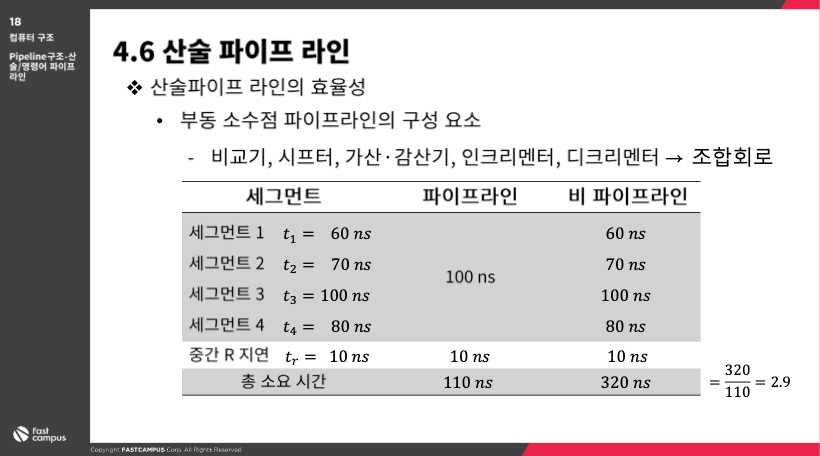 18
컴퓨터 구조
Pipeline구조-산
술/명령어 파이프
라인
4.6 산술 파이프 라인
❖ 산술파이프 라인의 효율성
• 부동 소수점 파이프라인의 구성 요소
- 비교기, 시프터, 가산·감산기, 인크리멘터, 디크리멘터 → 조합회로
세그먼트 파이프라인 비 파이프라인
세그먼트 1 t₁ = 60 ns 60 ns
세그먼트 2 t₂ = 70 ns 70 ns
100 ns
세그먼트 3 t₃ = 100 ns 100 ns
세그먼트 4 t₄ = 80 ns 80 ns
중간 R 지연 tᵣ = 10 ns 10 ns 10 ns
총 소요 시간 110 ns 320 ns = 320/110 = 2.9
fast
campus
Copyright FASTCAMPUS Corp. All Rights Reserved